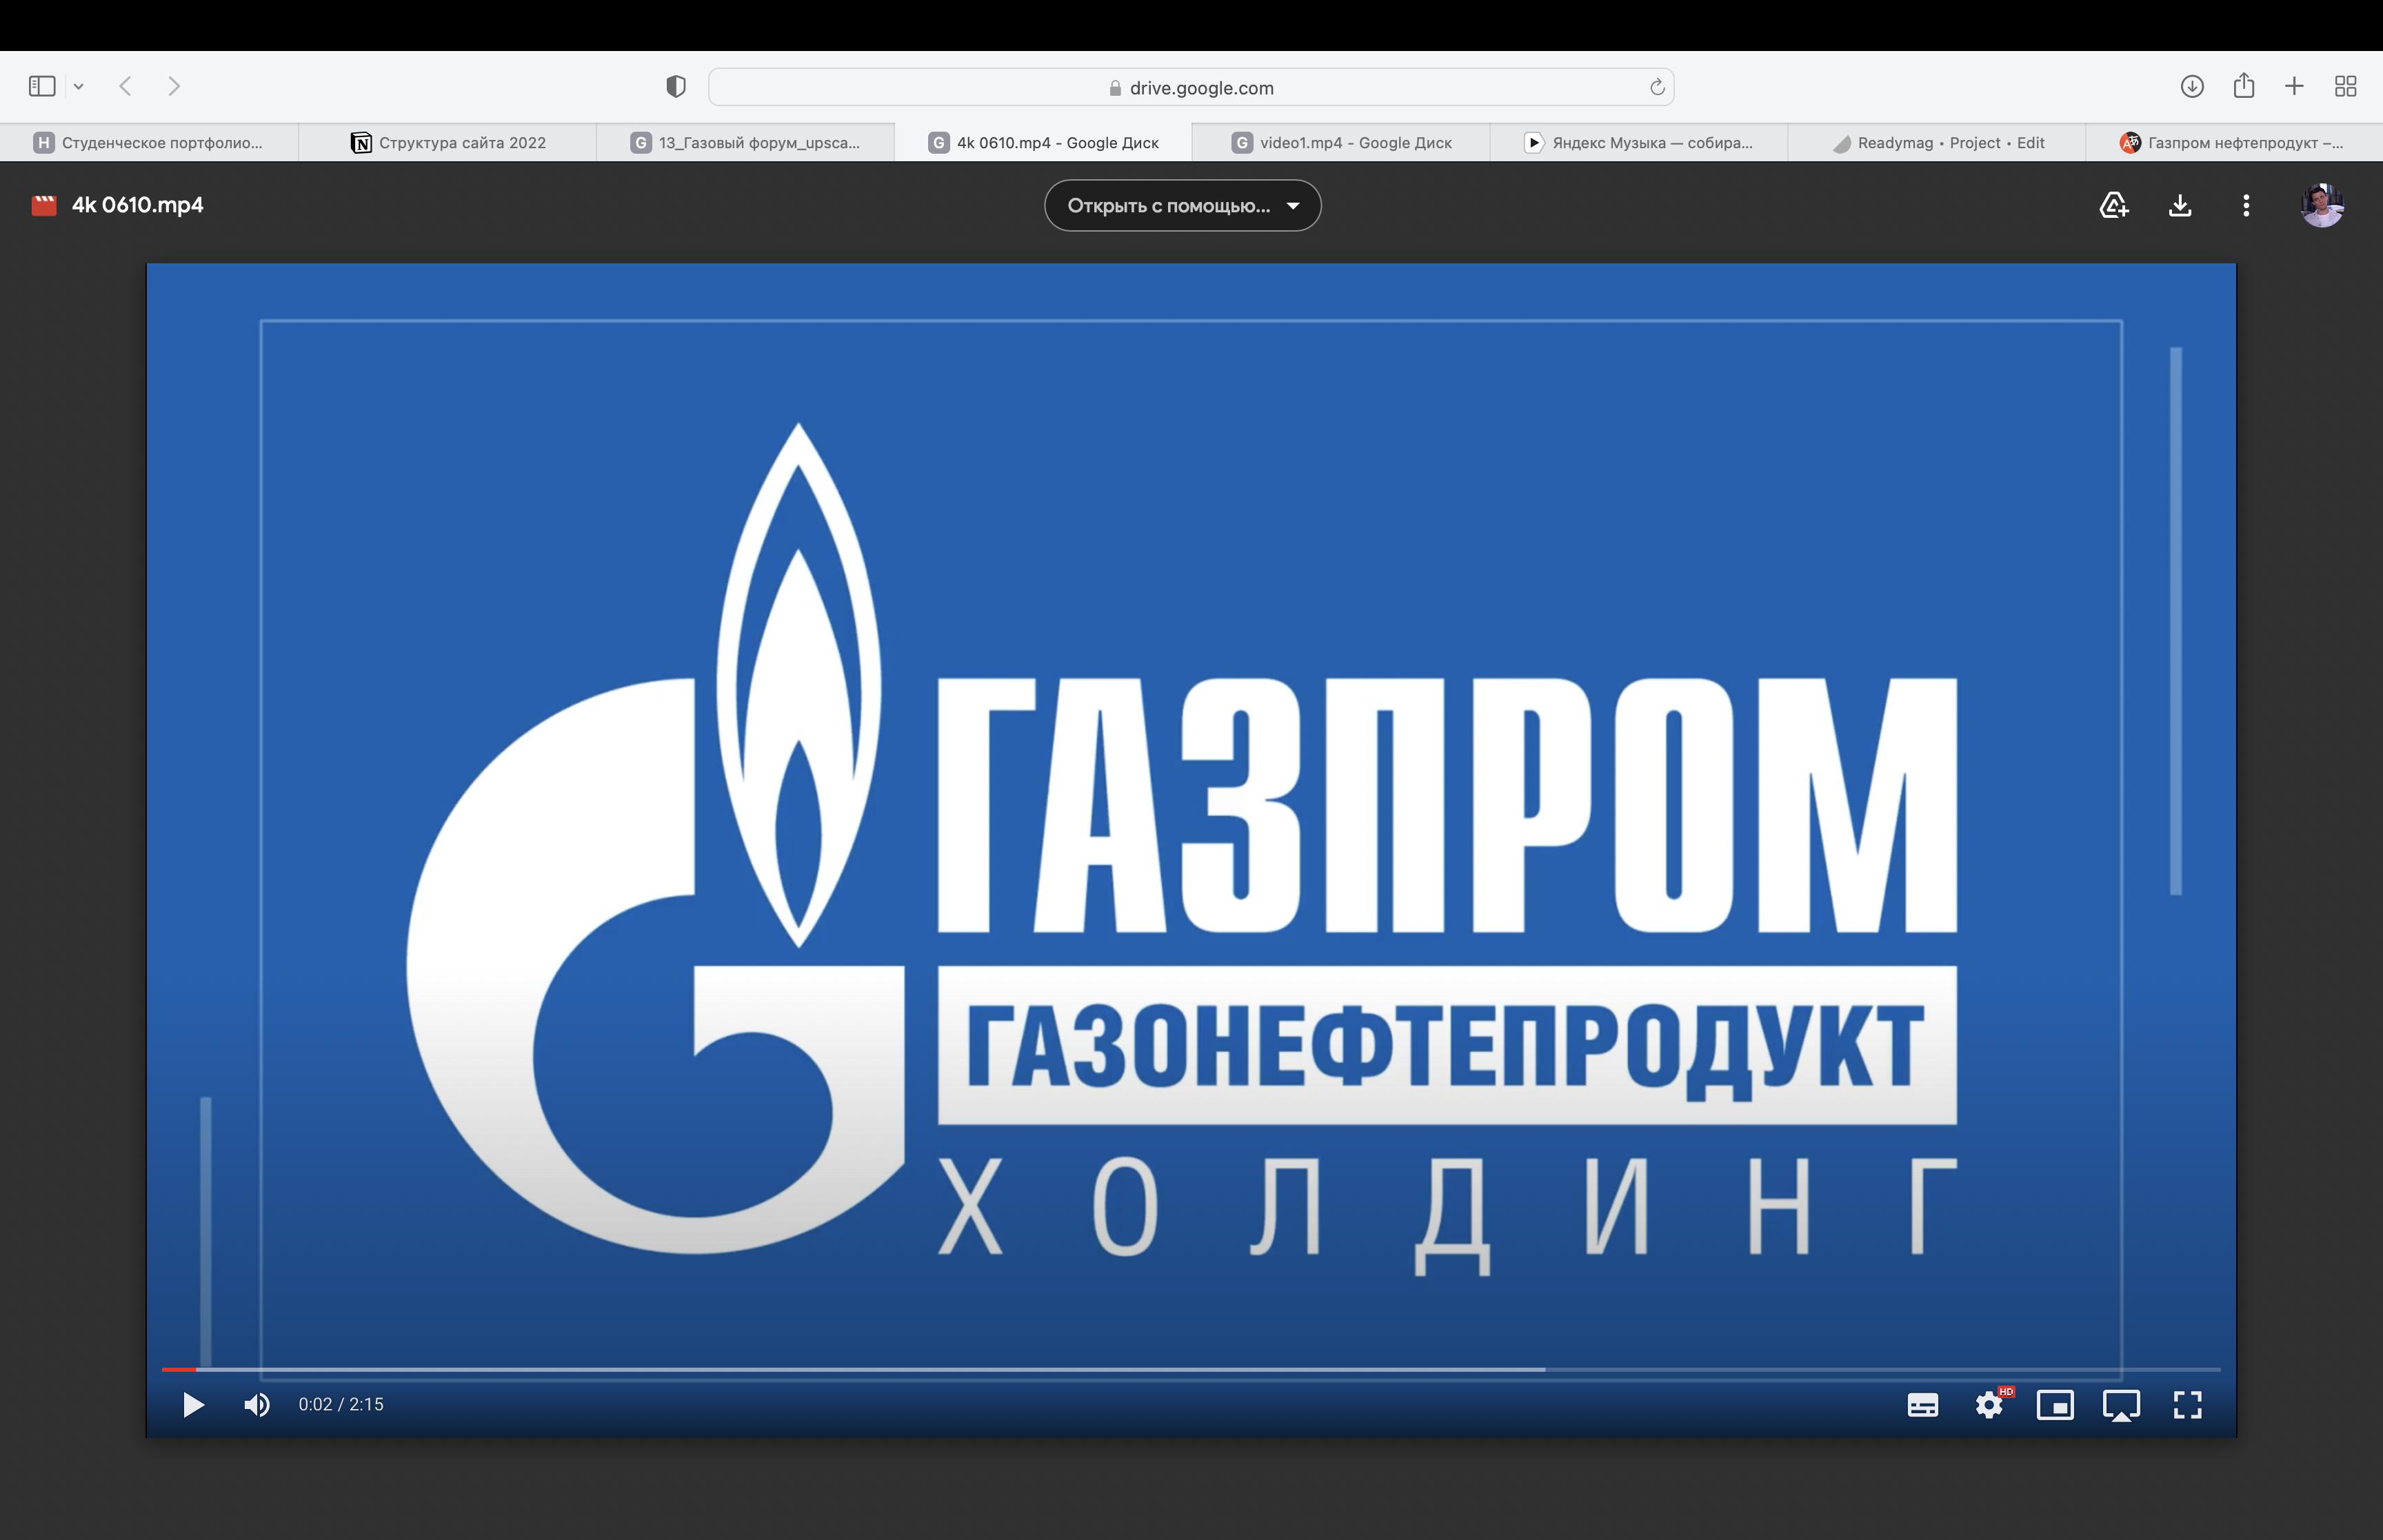 drive.google.com
Студенческое портфолио...
Структура сайта 2022
13_Газовый форум_upsca...
4k 0610.mp4 - Google Диск
video1.mp4 - Google Диск
Яндекс Музыка — собира...
Readymag • Project • Edit
Газпром нефтепродукт –...
4k 0610.mp4
Открыть с помощью...
ГАЗПРОМ
ГАЗОНЕФТЕПРОДУКТ
ХОЛДИНГ
0:02 / 2:15
HD